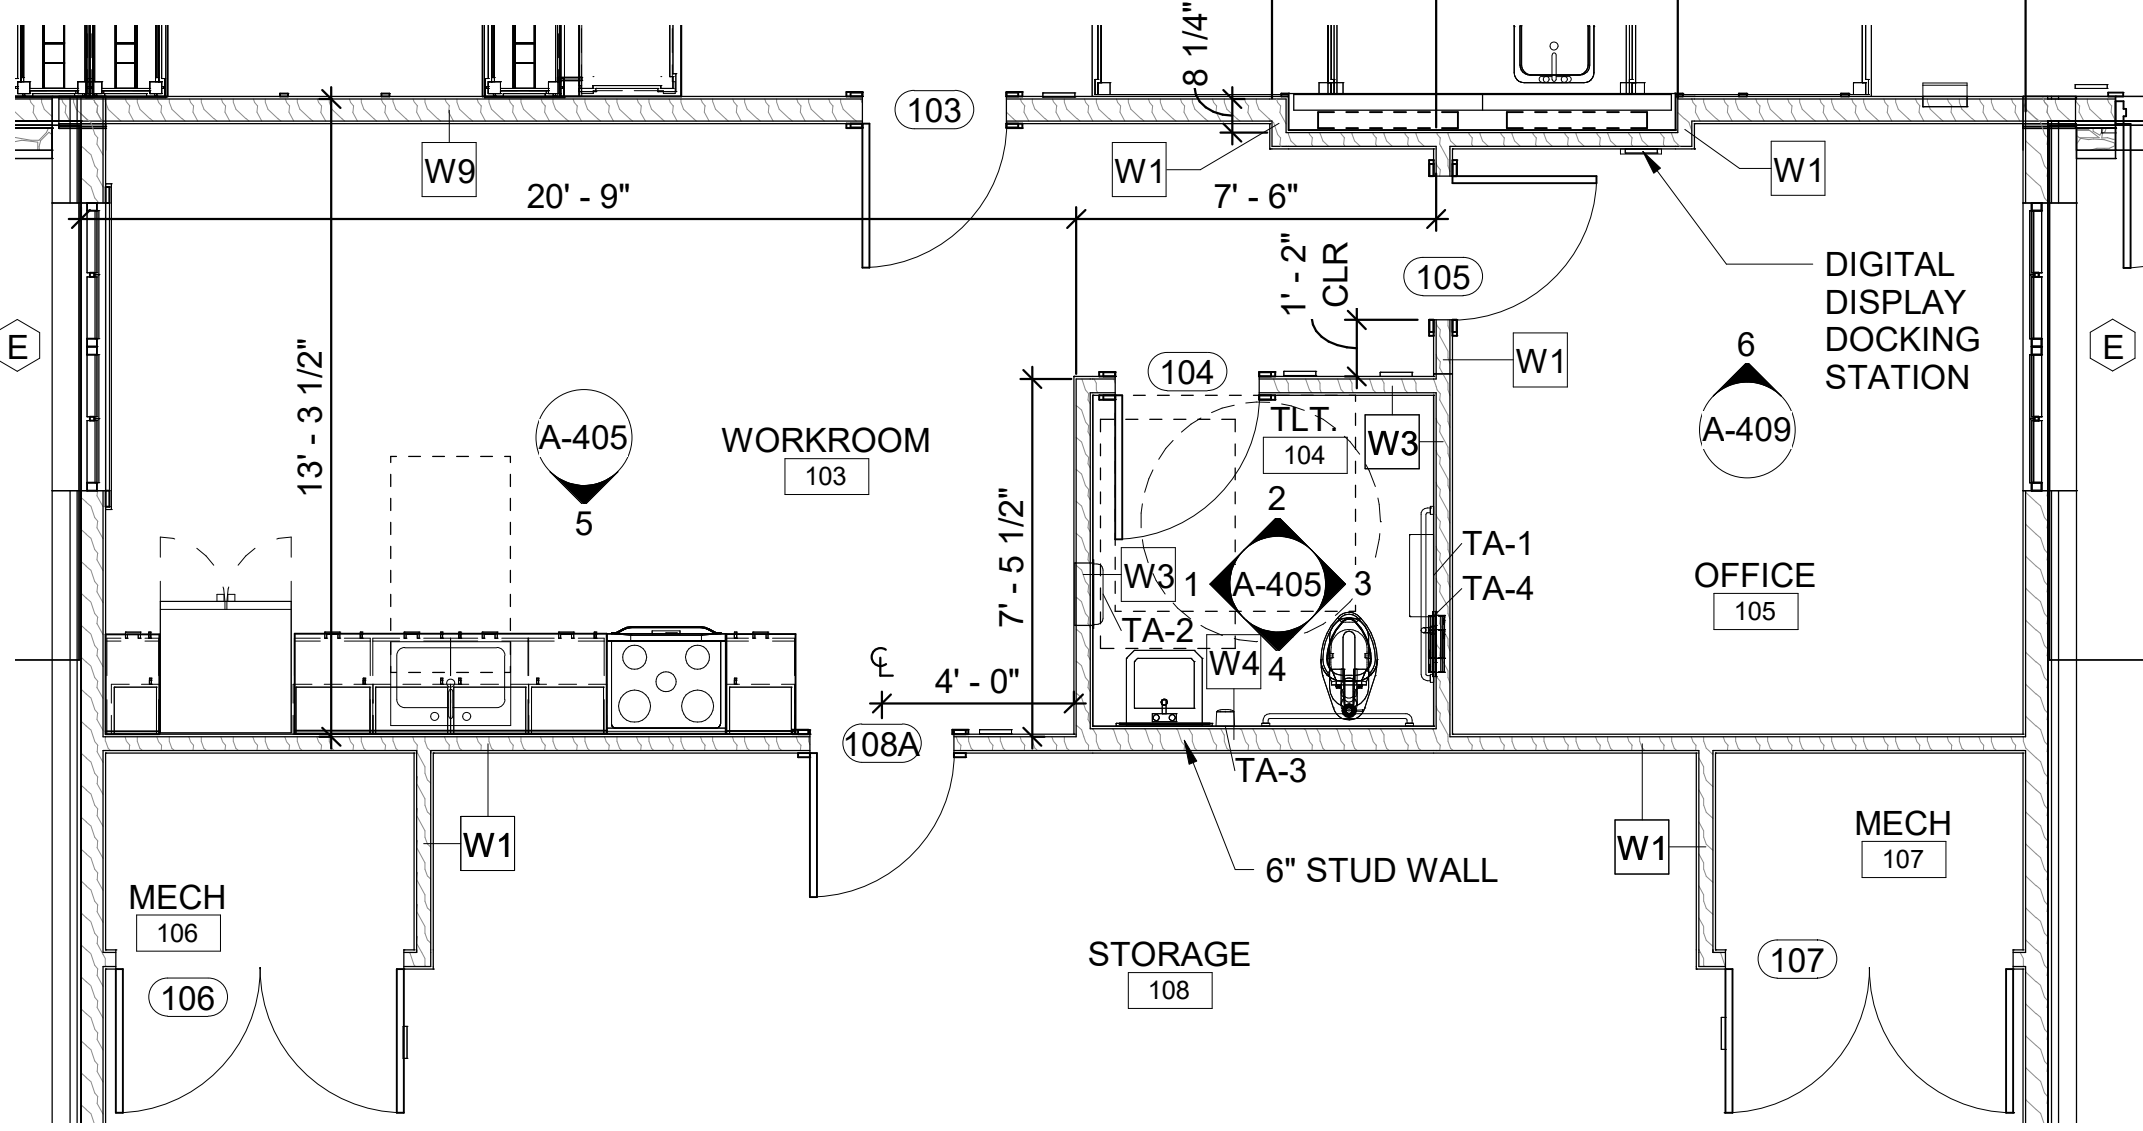 8 1/4"
103
W9
W1
W1
20' - 9"
7' - 6"
1' - 2"
CLR
105
DIGITAL
DISPLAY
DOCKING
STATION
E
E
13' - 3 1/2"
W1
6
A-409
104
A-405
5
WORKROOM
103
TLT.
104
W3
2
7' - 5 1/2"
W3
1
A-405
3
TA-1
TA-4
OFFICE
105
TA-2
W4
4
℄
4' - 0"
108A
TA-3
W1
W1
6" STUD WALL
MECH
107
MECH
106
STORAGE
108
106
107